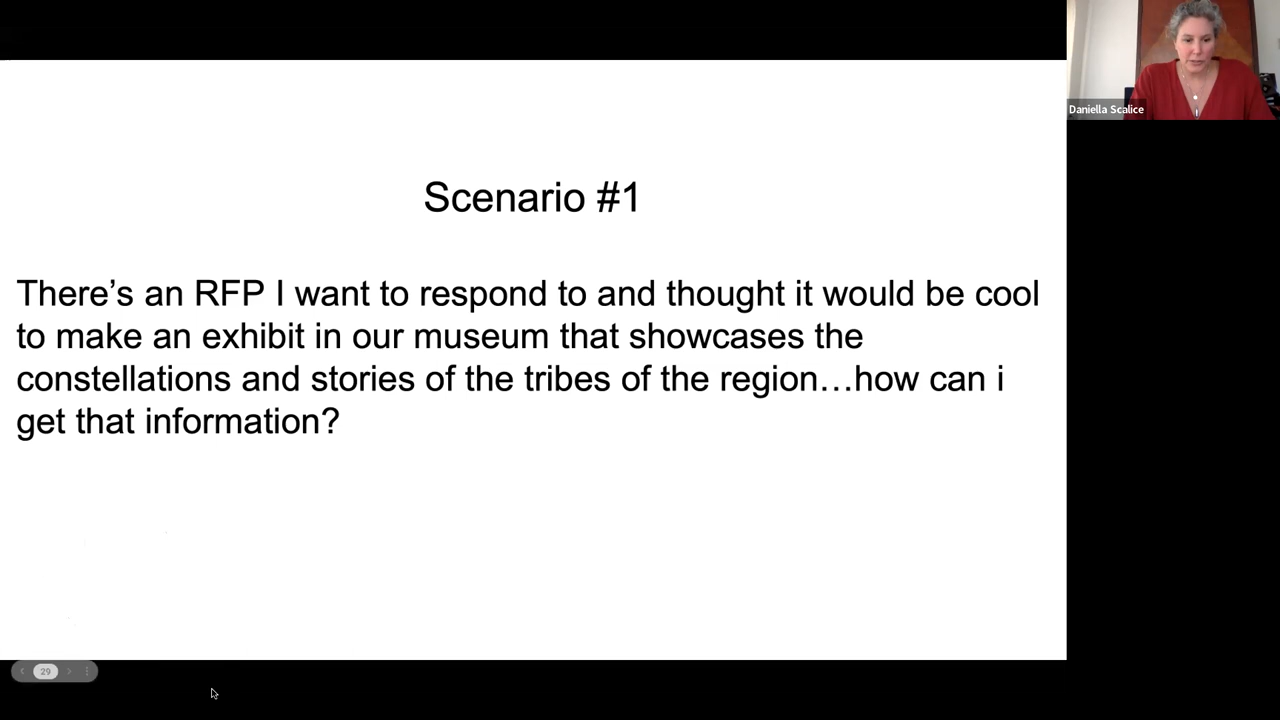 Daniella Scalice
Scenario #1
There’s an RFP I want to respond to and thought it would be cool
to make an exhibit in our museum that showcases the
constellations and stories of the tribes of the region…how can i
get that information?
29